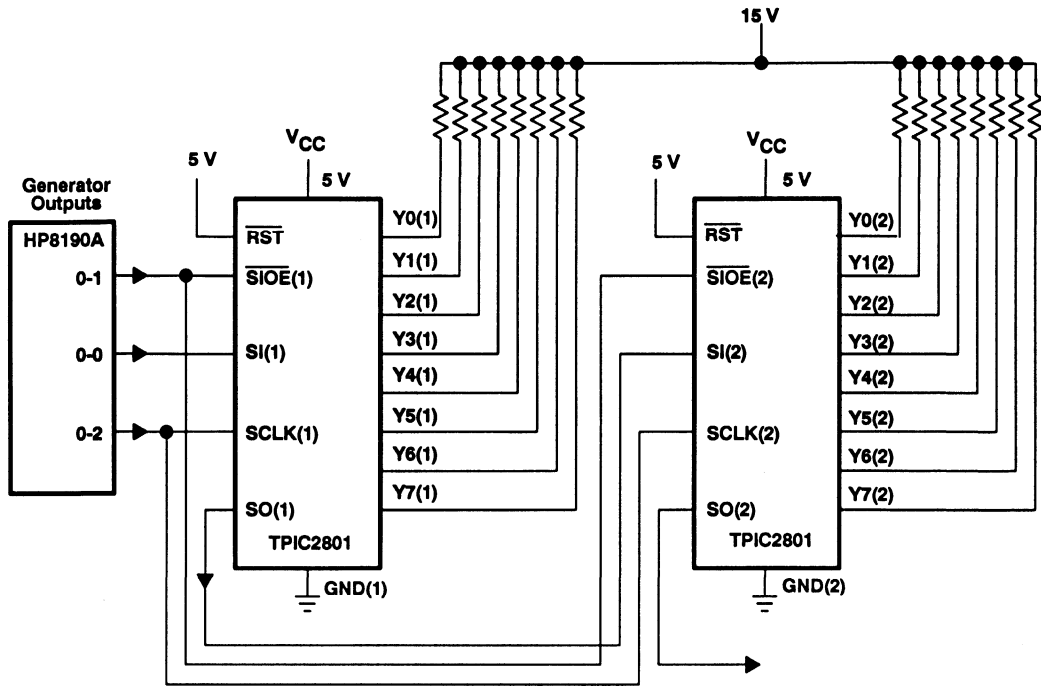 15 V
Generator
Outputs
HP8190A
0-1
0-0
0-2
5 V
VCC
5 V
RST
SIOE(1)
SI(1)
SCLK(1)
SO(1)
TPIC2801
GND(1)
Y0(1)
Y1(1)
Y2(1)
Y3(1)
Y4(1)
Y5(1)
Y6(1)
Y7(1)
5 V
VCC
5 V
RST
SIOE(2)
SI(2)
SCLK(2)
SO(2)
TPIC2801
GND(2)
Y0(2)
Y1(2)
Y2(2)
Y3(2)
Y4(2)
Y5(2)
Y6(2)
Y7(2)